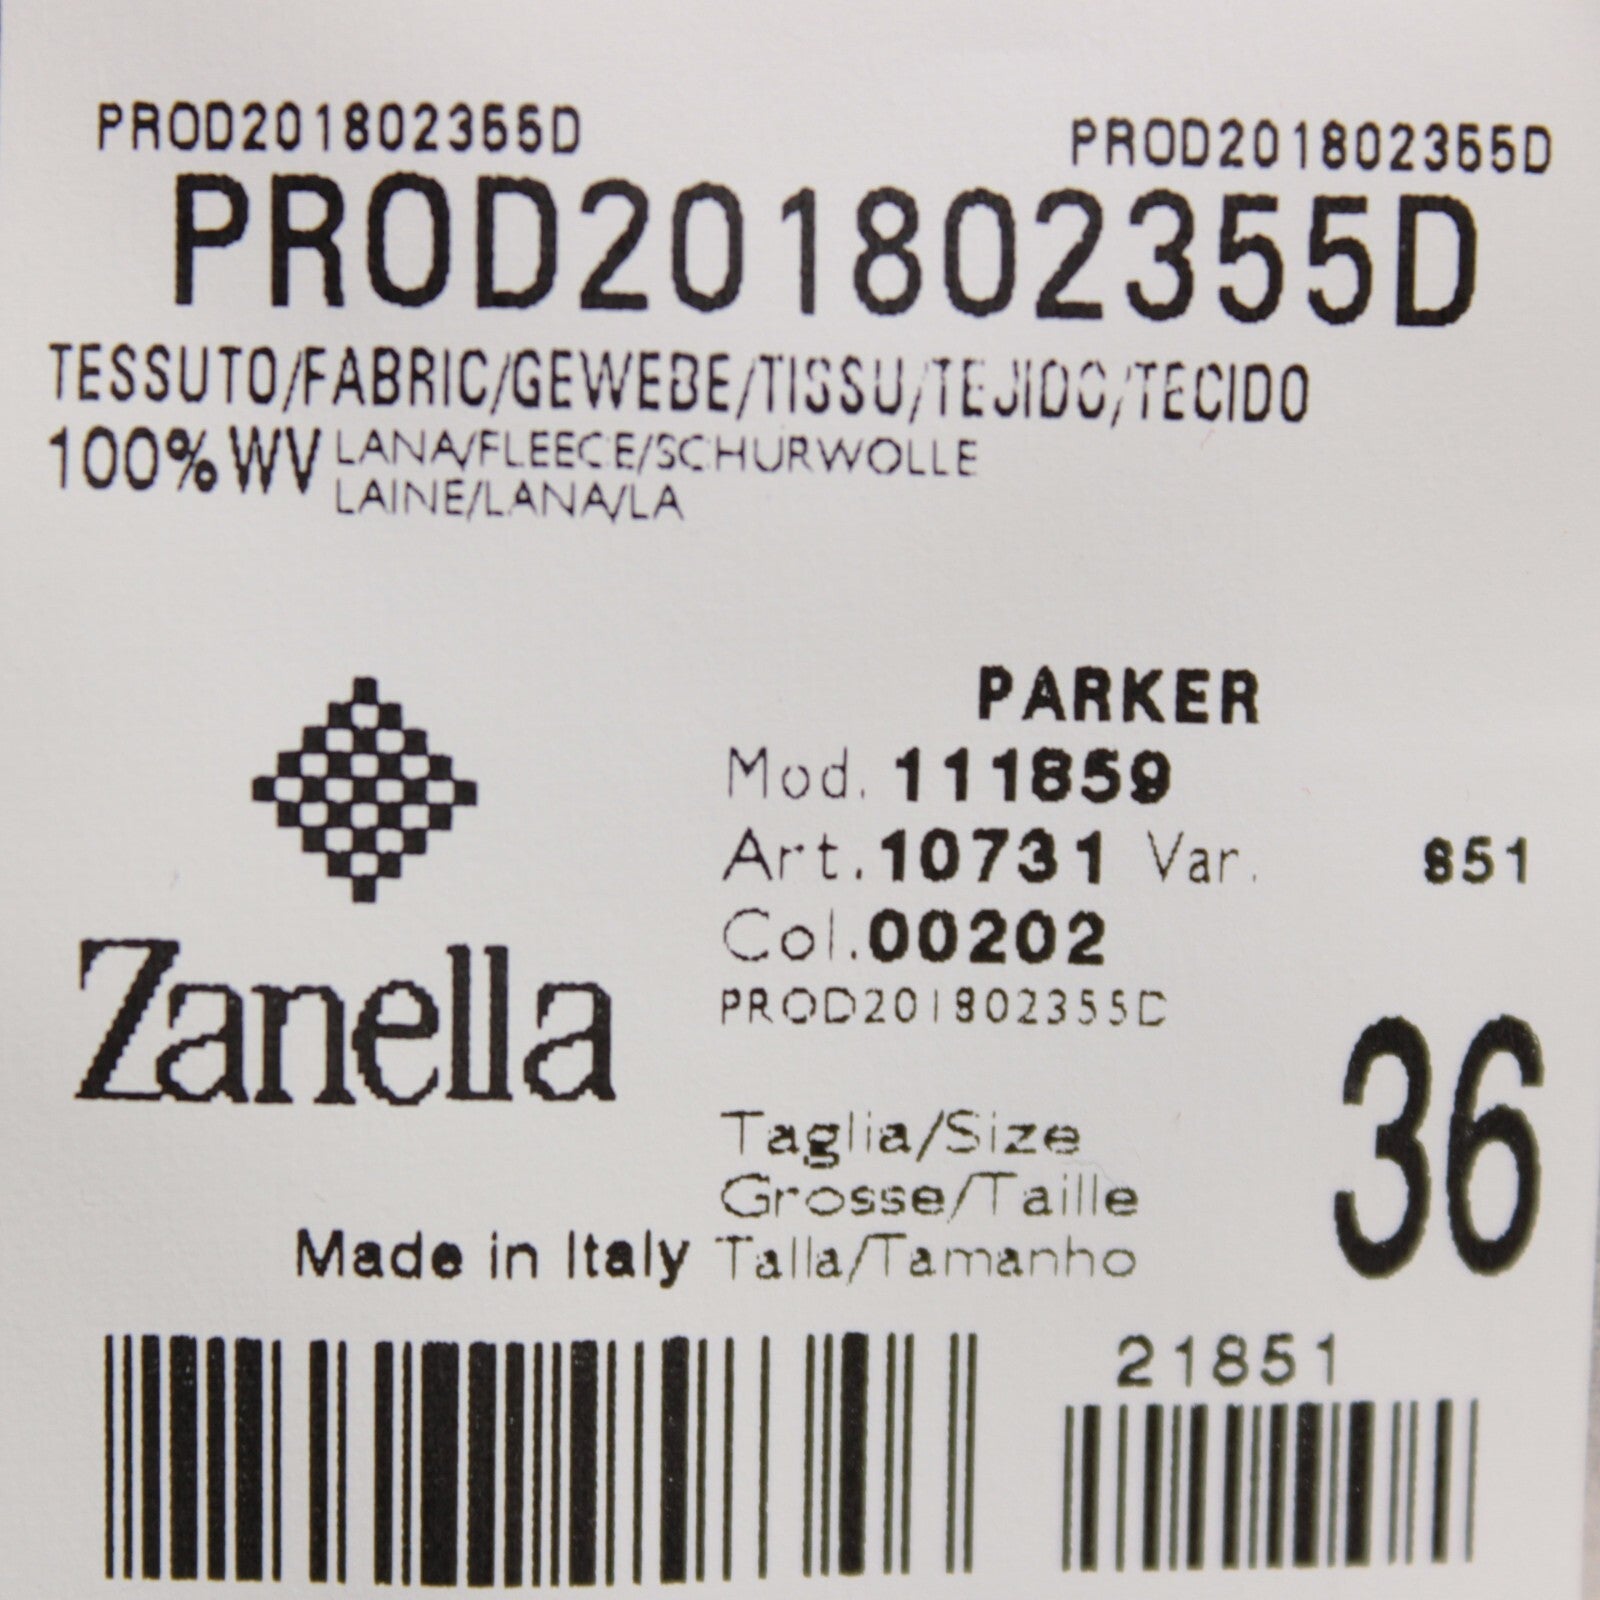 PROD201802355D PROD201802355D
PROD201802355D
TESSUTO/FABRIC/GEWEBE/TISSU/TEJIDO/TECIDO
100% WV LANA/FLEECE/SCHURWOLLE
LAINE/LANA/LA
PARKER
Mod. 111859
Art. 10731 Var. 851
Col. 00202
PROD201802355D
Zanella
36
Taglia/Size
Grosse/Taille
Made in Italy Talla/Tamanho
21851